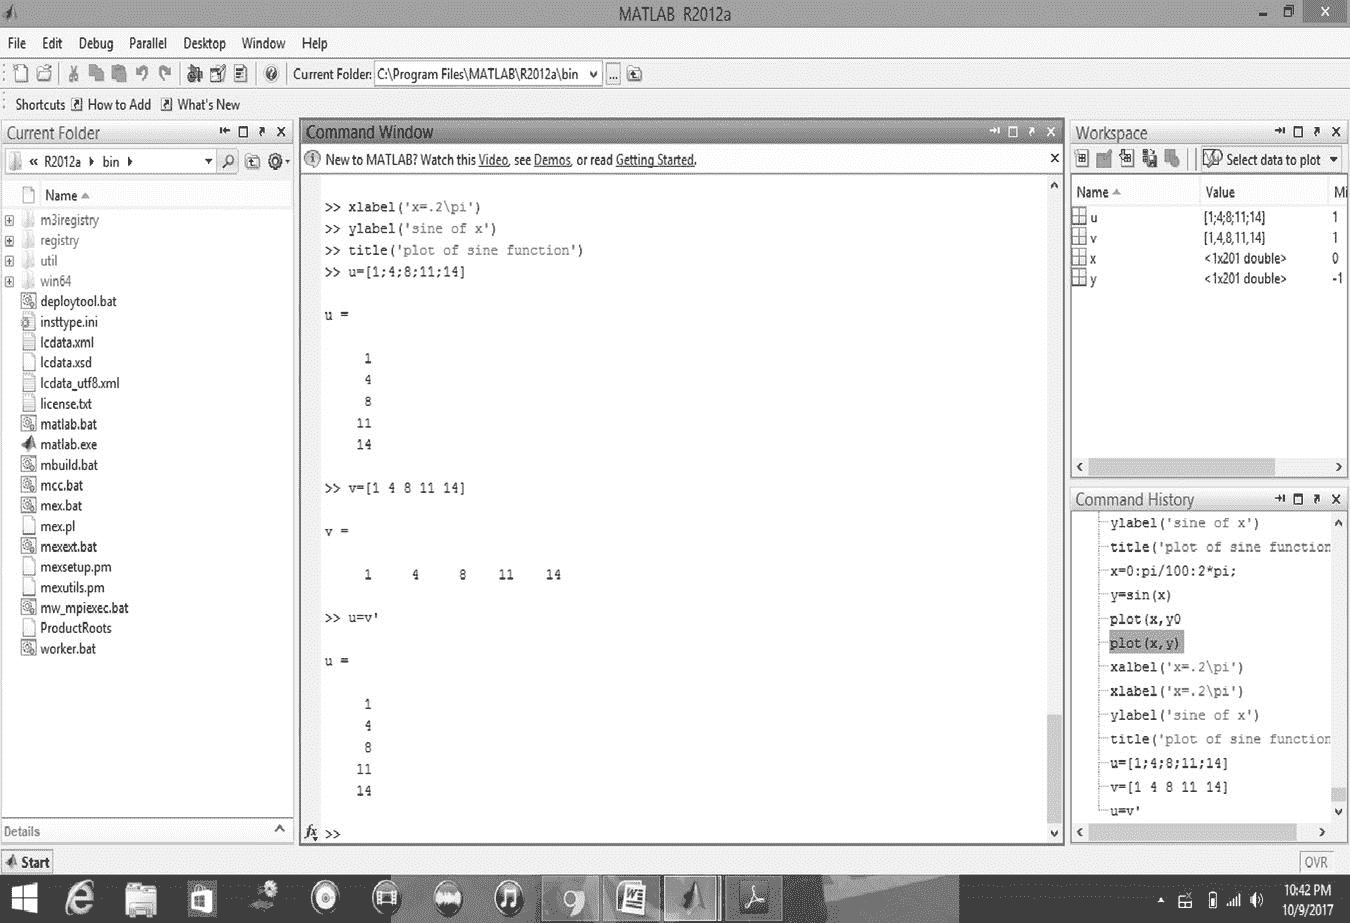 MATLAB R2012a
File Edit Debug Parallel Desktop Window Help
Current Folder: C:\Program Files\MATLAB\R2012a\bin ...
Shortcuts How to Add What's New
Current Folder
« R2012a bin
Name
m3iregistry
registry
util
win64
deploytool.bat
insttype.ini
lcdata.xml
lcdata.xsd
lcdata_utf8.xml
license.txt
matlab.bat
matlab.exe
mbuild.bat
mcc.bat
mex.bat
mex.pl
mexext.bat
mexsetup.pm
mexutils.pm
mw_mpiexec.bat
ProductRoots
worker.bat
Details
Command Window
New to MATLAB? Watch this Video, see Demos, or read Getting Started.
>> xlabel('x=.2\pi')
>> ylabel('sine of x')
>> title('plot of sine function')
>> u=[1;4;8;11;14]
u =
1
4
8
11
14
>> v=[1 4 8 11 14]
v =
1 4 8 11 14
>> u=v'
u =
1
4
8
11
14
fx >>
Workspace
Select data to plot
Name Value Mi
u [1;4;8;11;14] 1
v [1,4,8,11,14] 1
x <1x201 double> 0
y <1x201 double> -1
Command History
ylabel('sine of x')
title('plot of sine function
x=0:pi/100:2*pi;
y=sin(x)
plot(x,y0
plot(x,y)
xalbel('x=.2\pi')
xlabel('x=.2\pi')
ylabel('sine of x')
title('plot of sine function
u=[1;4;8;11;14]
v=[1 4 8 11 14]
u=v'
Start
OVR
10:42 PM
10/9/2017